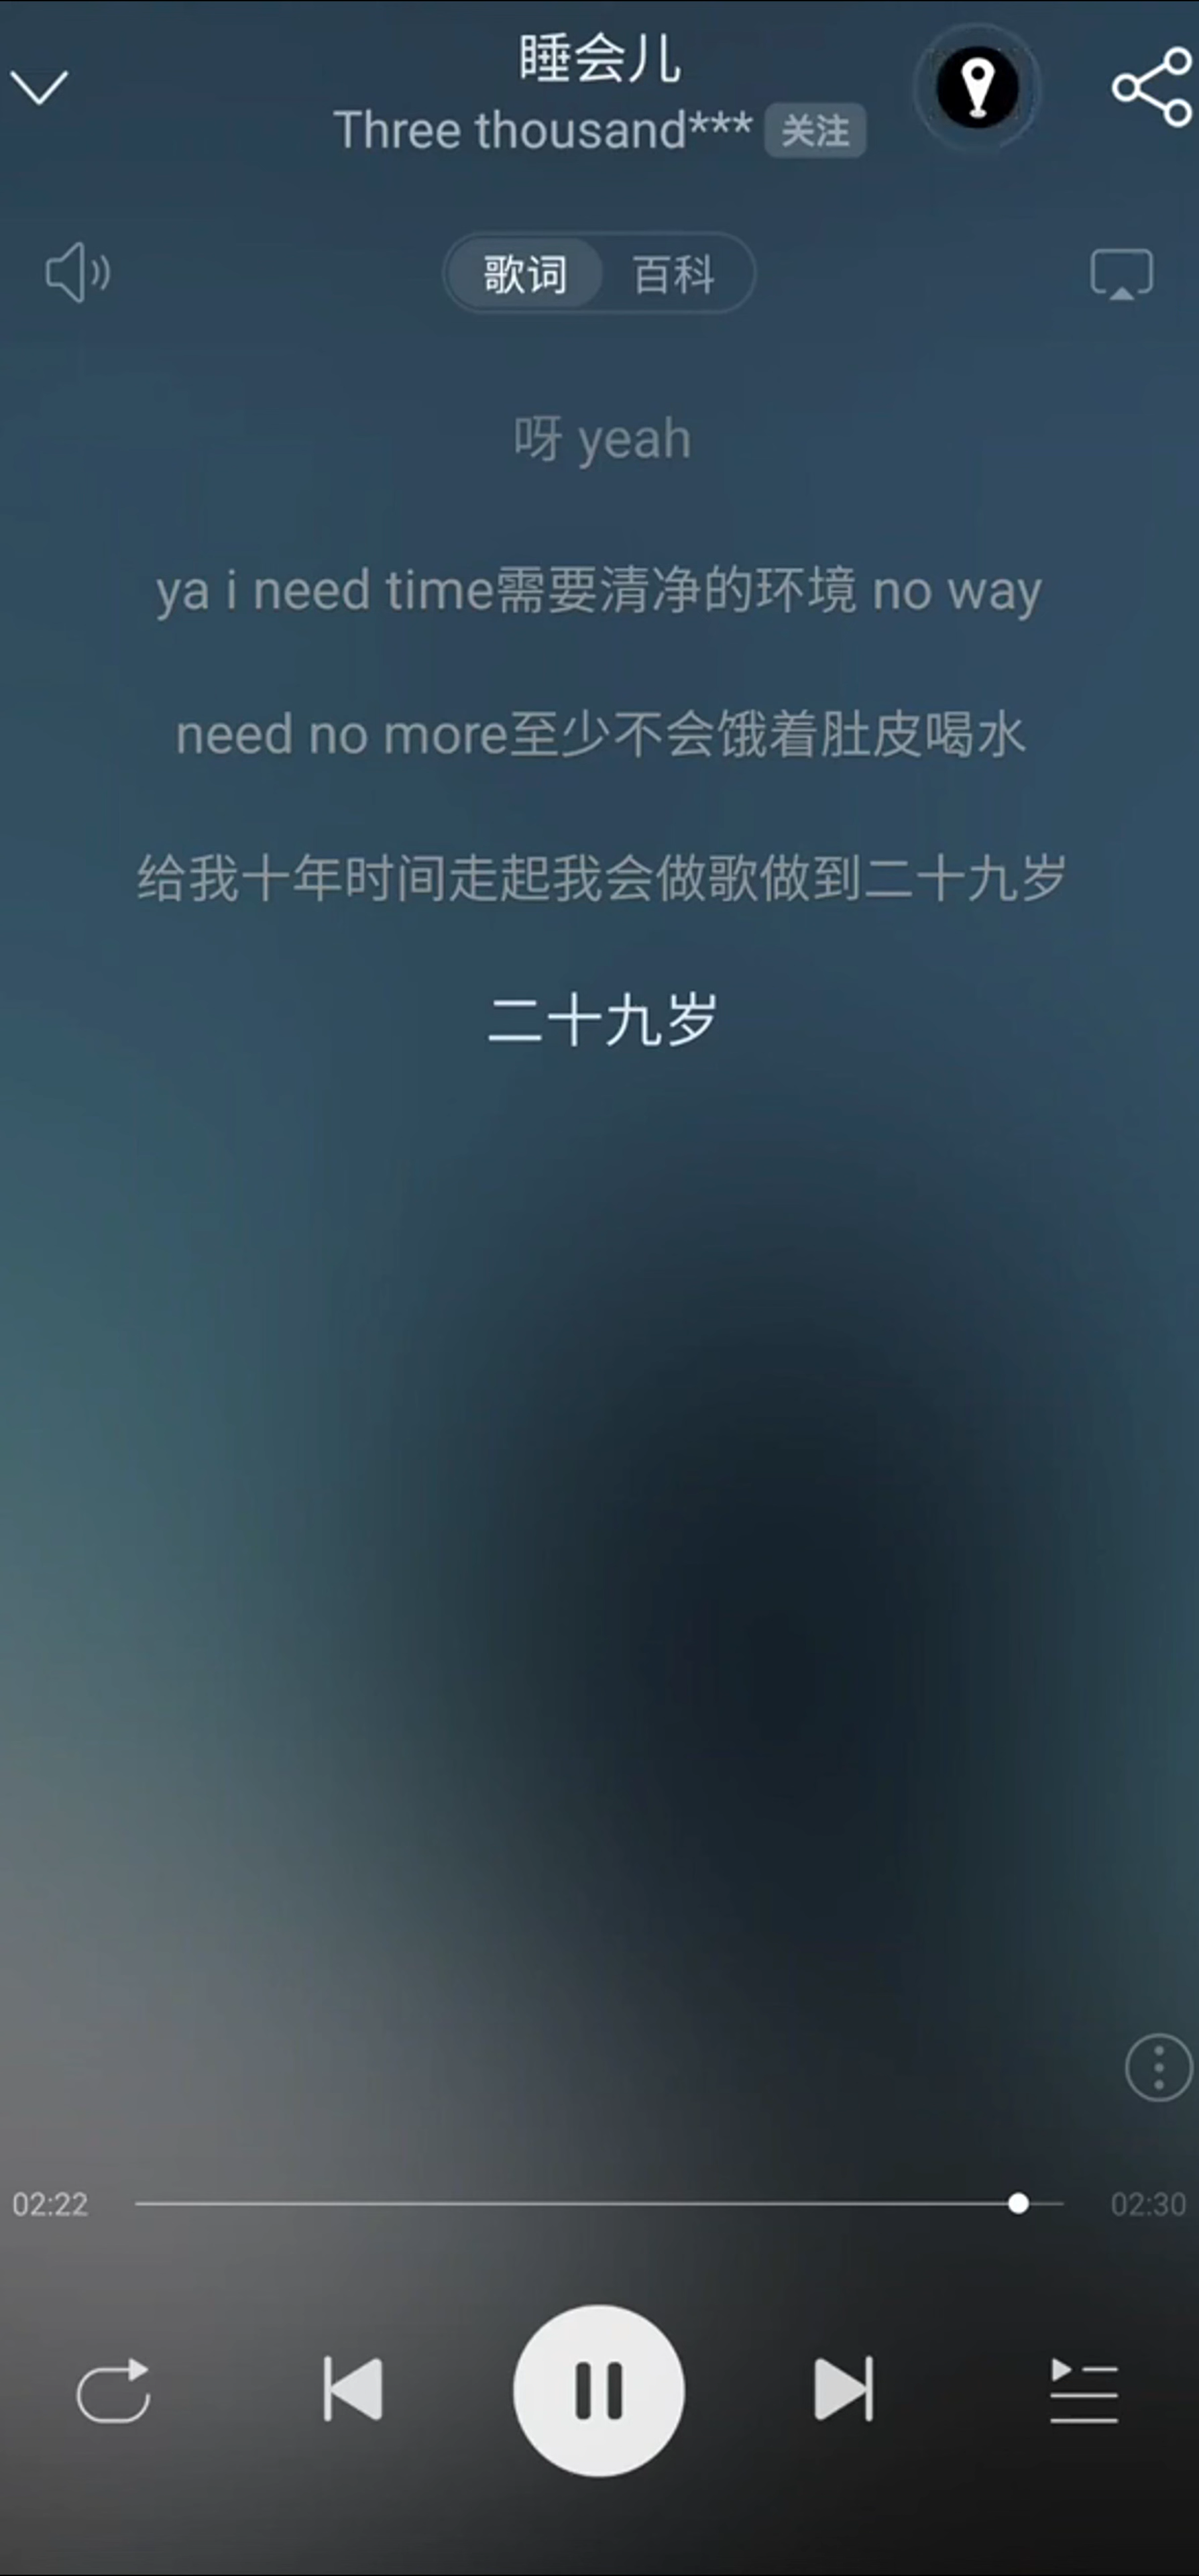 睡会儿
Three thousand*** 关注
歌词 百科
呀 yeah
ya i need time需要清净的环境 no way
need no more至少不会饿着肚皮喝水
给我十年时间走起我会做歌做到二十九岁
二十九岁
02:22 02:30